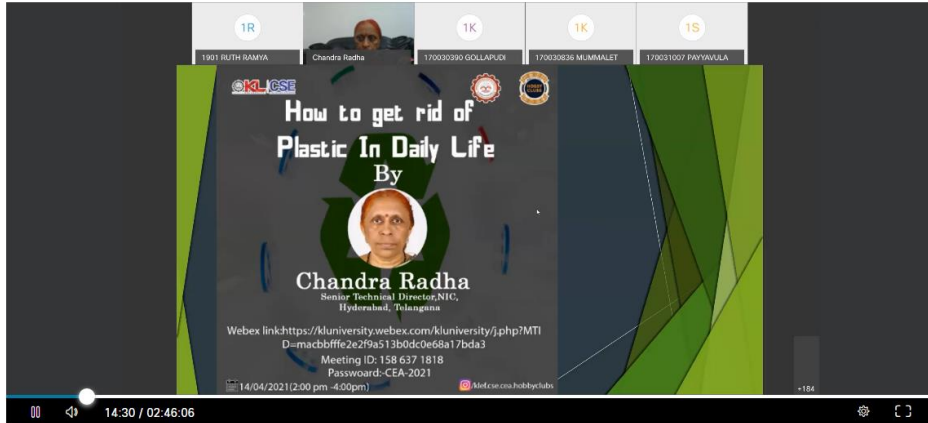 1R
1K
1K
1S
1901 RUTH RAMYA
Chandra Radha
170030390 GOLLAPUDI
170030836 MUMMALET
170031007 PAYYAVULA
KL CSE
HOBBY CLUBS
How to get rid of
Plastic In Daily Life
By
Chandra Radha
Senior Technical Director,NIC,
Hyderabad, Telangana
Webex link:https://kluniversity.webex.com/kluniversity/j.php?MTI
D=macbbfffe2e2f9a513b0dc0e68a17bda3
Meeting ID: 158 637 1818
Passwoard:-CEA-2021
14/04/2021(2:00 pm -4:00pm)
/klef.cse.cea.hobbyclubs
+184
14:30 / 02:46:06